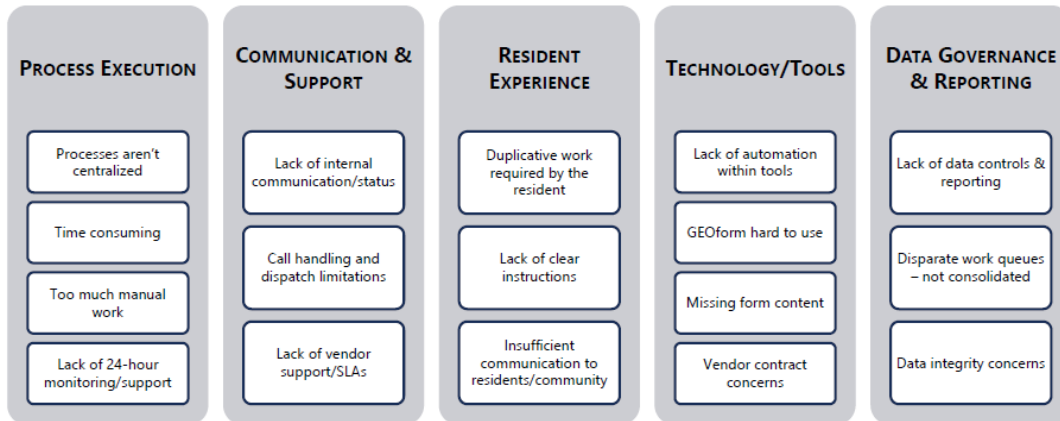 PROCESS EXECUTION
Processes aren't
centralized
Time consuming
Too much manual
work
Lack of 24-hour
monitoring/support
COMMUNICATION &
SUPPORT
Lack of internal
communication/status
Call handling and
dispatch limitations
Lack of vendor
support/SLAs
RESIDENT
EXPERIENCE
Duplicative work
required by the
resident
Lack of clear
instructions
Insufficient
communication to
residents/community
TECHNOLOGY/TOOLS
Lack of automation
within tools
GEOform hard to use
Missing form content
Vendor contract
concerns
DATA GOVERNANCE
& REPORTING
Lack of data controls &
reporting
Disparate work queues
– not consolidated
Data integrity concerns